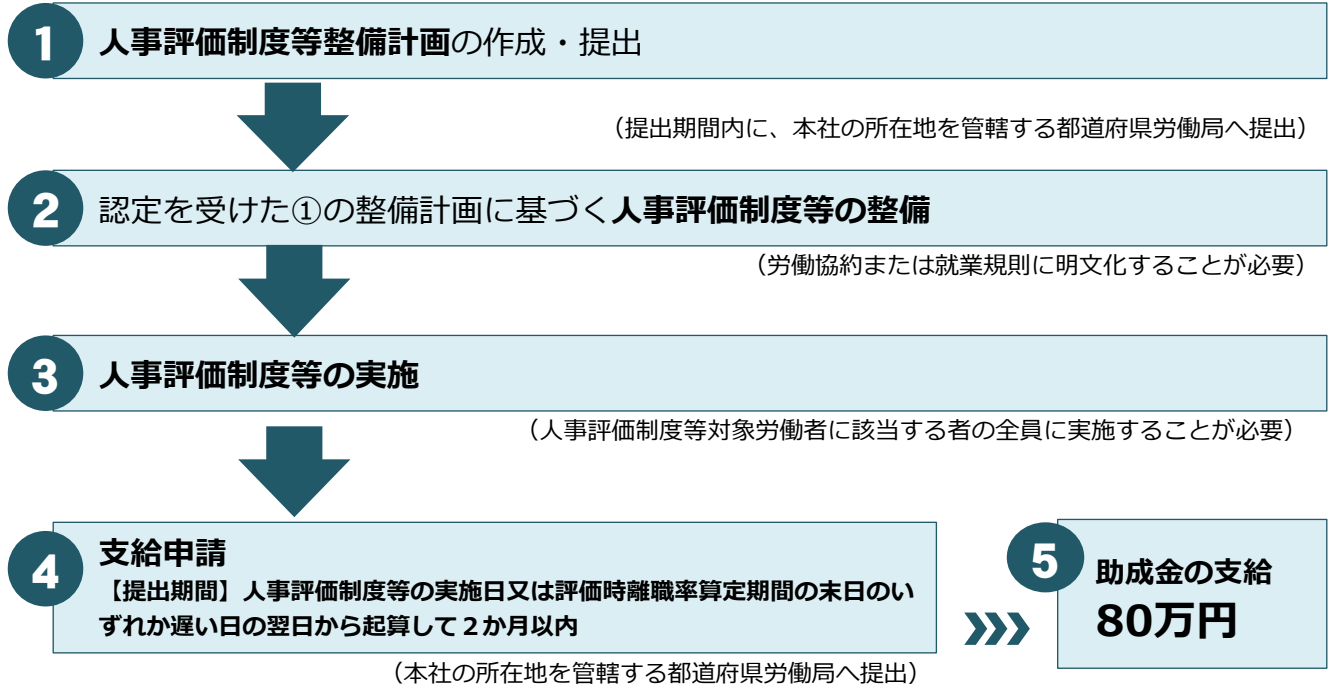 1 人事評価制度等整備計画の作成・提出
（提出期間内に、本社の所在地を管轄する都道府県労働局へ提出）
2 認定を受けた①の整備計画に基づく人事評価制度等の整備
（労働協約または就業規則に明文化することが必要）
3 人事評価制度等の実施
（人事評価制度等対象労働者に該当する者の全員に実施することが必要）
4 支給申請
【提出期間】人事評価制度等の実施日又は評価時離職率算定期間の末日のい
ずれか遅い日の翌日から起算して２か月以内
（本社の所在地を管轄する都道府県労働局へ提出）
5 助成金の支給
80万円